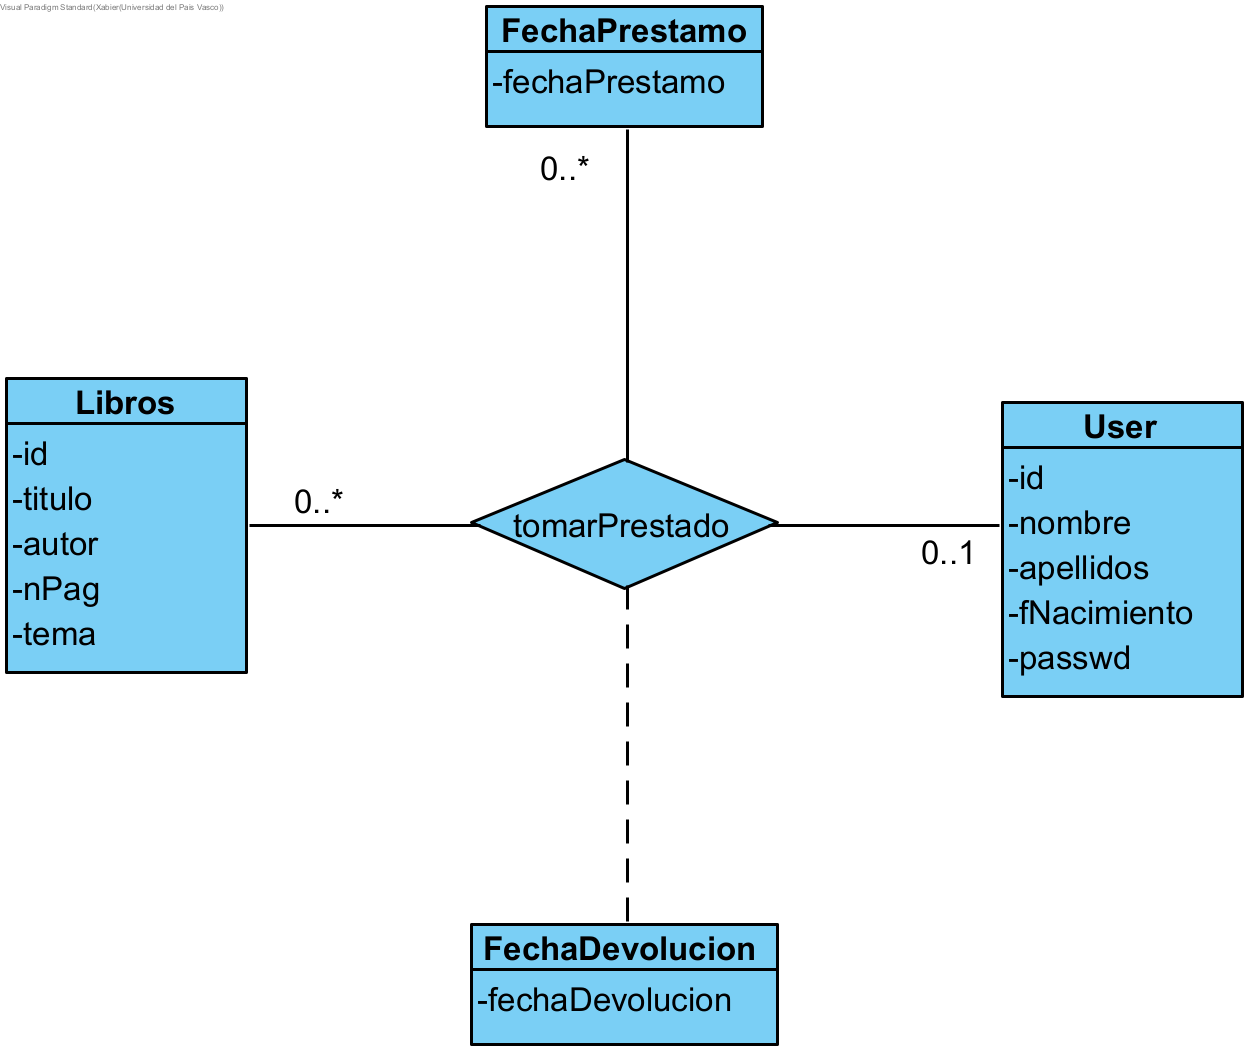 Visual Paradigm Standard(Xabier(Universidad del Pais Vasco))
FechaPrestamo
-fechaPrestamo
0..*
Libros
-id
-titulo
-autor
-nPag
-tema
0..*
tomarPrestado
0..1
User
-id
-nombre
-apellidos
-fNacimiento
-passwd
FechaDevolucion
-fechaDevolucion